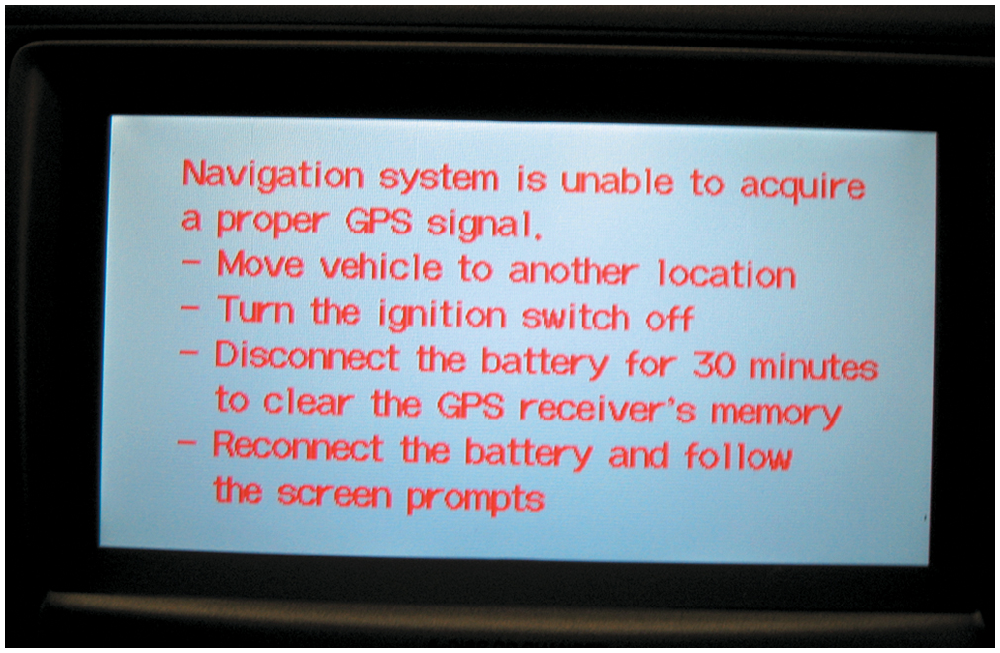 Navigation system is unable to acquire
a proper GPS signal.
- Move vehicle to another location
- Turn the ignition switch off
- Disconnect the battery for 30 minutes
to clear the GPS receiver's memory
- Reconnect the battery and follow
the screen prompts